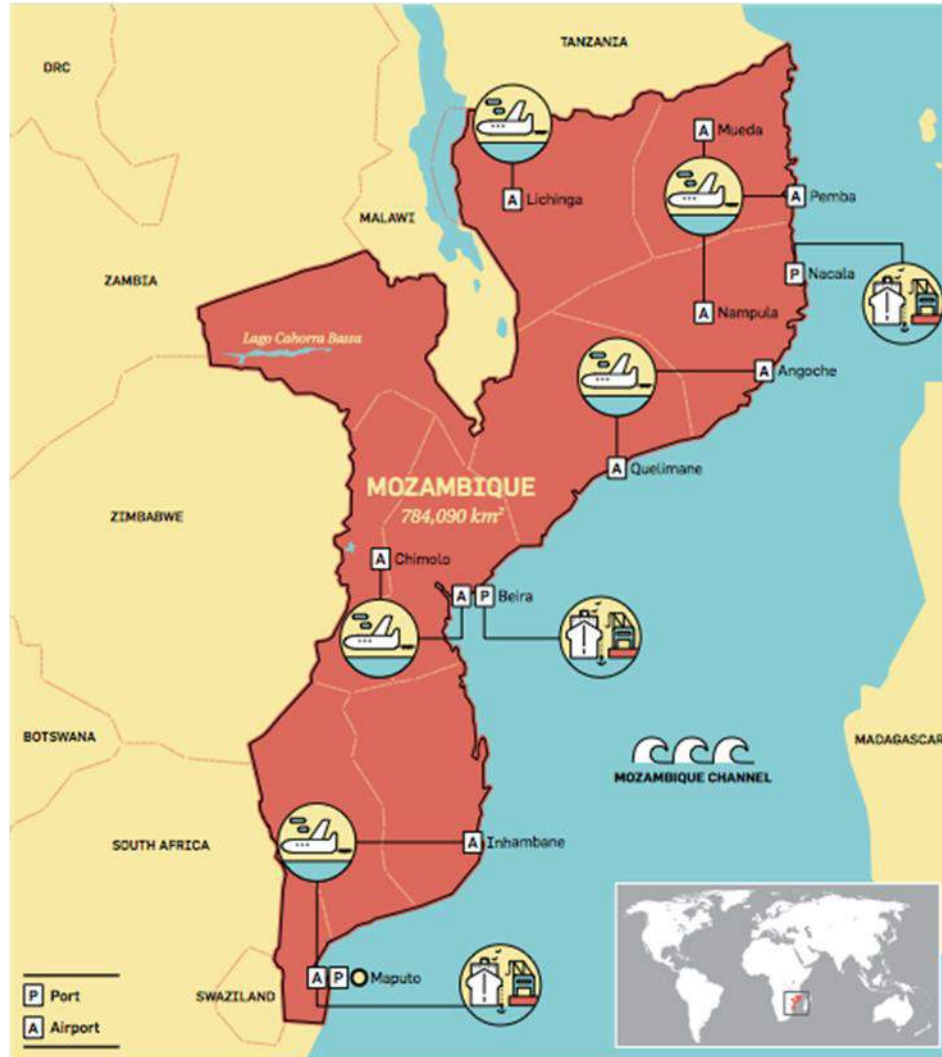 TANZANIA
DRC
A Mueda
A Lichinga
A Pemba
MALAWI
ZAMBIA
P Nacala
A Nampula
Lago Cahorra Bassa
A Angoche
A Quelimane
MOZAMBIQUE
784,090 km²
ZIMBABWE
A Chimolo
A P Beira
BOTSWANA
MADAGASCAR
MOZAMBIQUE CHANNEL
SOUTH AFRICA
A Inhambane
A P Maputo
SWAZILAND
P Port
A Airport